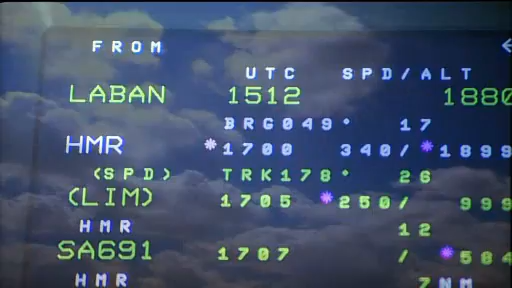 FROM
UTC SPD/ALT
LABAN 1512 1880
BRG049° 17
HMR *1700 340/ *1899
(SPD) TRK178° 26
(LIM) 1705 *250/ 999
HMR 12
SA691 1707 / *584
HMR 7NM